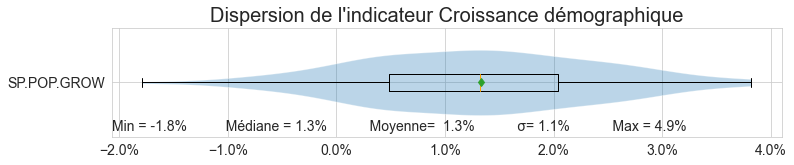 Dispersion de l'indicateur Croissance démographique
SP.POP.GROW
Min = -1.8% Médiane = 1.3% Moyenne= 1.3% σ= 1.1% Max = 4.9%
-2.0% -1.0% 0.0% 1.0% 2.0% 3.0% 4.0%